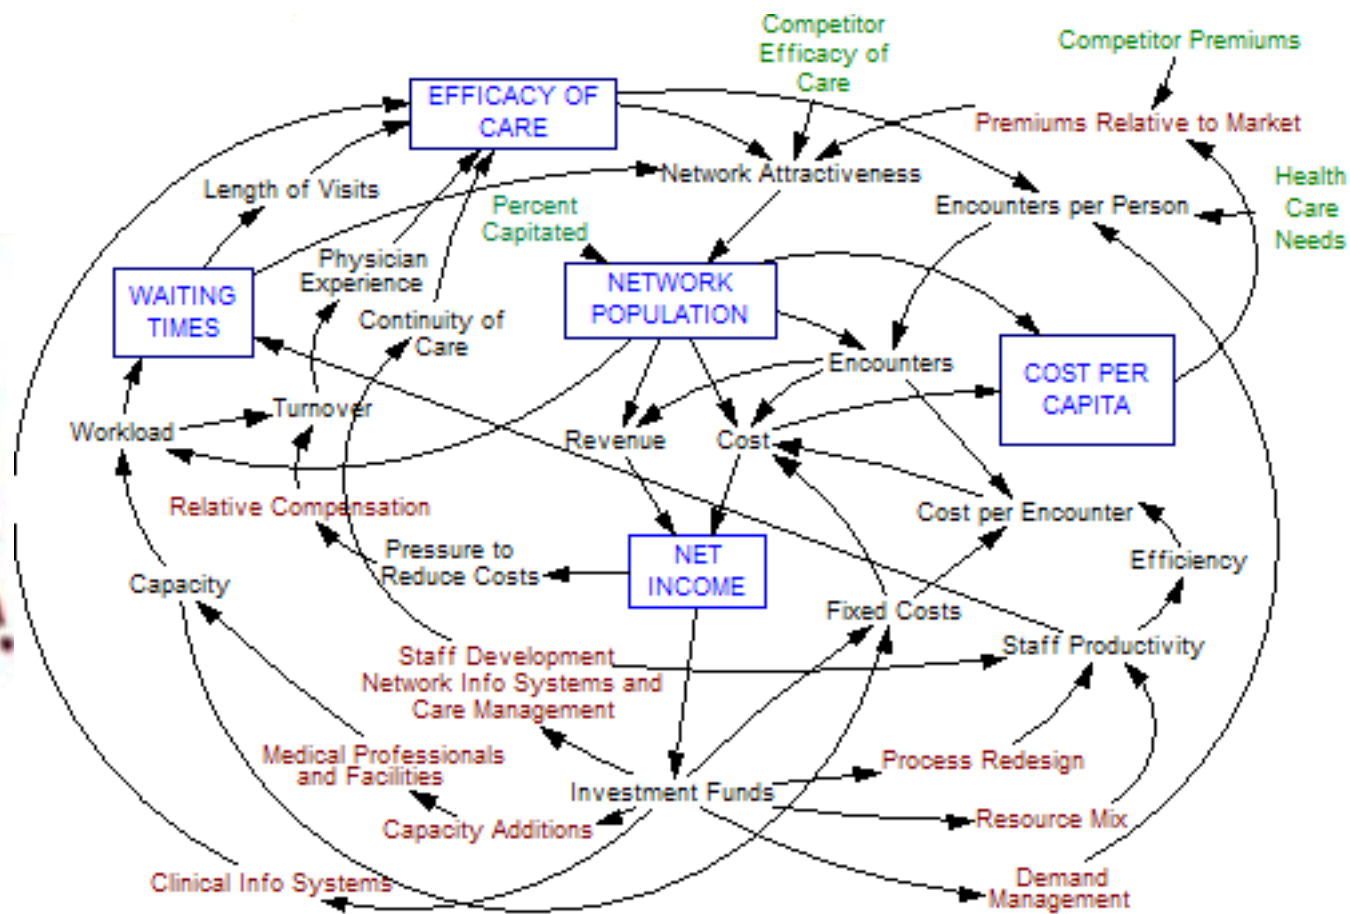 Competitor
Efficacy of
Care
Competitor Premiums
EFFICACY OF
CARE
Premiums Relative to Market
Network Attractiveness
Length of Visits
Health
Care
Needs
Percent
Capitated
Encounters per Person
Physician
Experience
WAITING
TIMES
NETWORK
POPULATION
Continuity of
Care
Encounters
COST PER
CAPITA
Turnover
Workload
Revenue
Cost
Relative Compensation
Cost per Encounter
Pressure to
Reduce Costs
NET
INCOME
Efficiency
Capacity
Fixed Costs
Staff Productivity
Staff Development
Network Info Systems and
Care Management
Medical Professionals
and Facilities
Process Redesign
Investment Funds
Resource Mix
Capacity Additions
Clinical Info Systems
Demand
Management